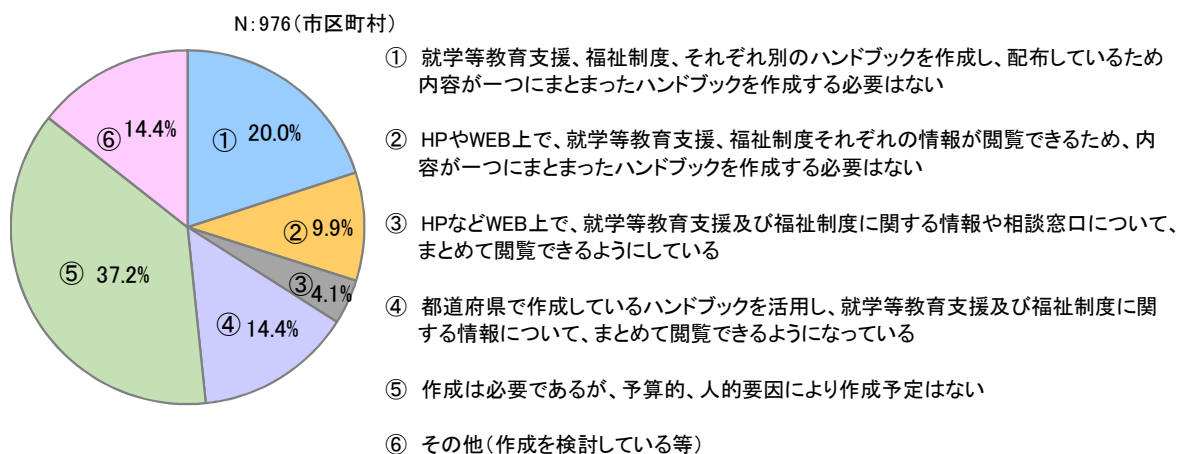 N:976(市区町村)
① 20.0%
② 9.9%
③ 4.1%
④ 14.4%
⑤ 37.2%
⑥ 14.4%
① 就学等教育支援、福祉制度、それぞれ別のハンドブックを作成し、配布しているため
内容が一つにまとまったハンドブックを作成する必要はない
② HPやWEB上で、就学等教育支援、福祉制度それぞれの情報が閲覧できるため、内
容が一つにまとまったハンドブックを作成する必要はない
③ HPなどWEB上で、就学等教育支援及び福祉制度に関する情報や相談窓口について、
まとめて閲覧できるようにしている
④ 都道府県で作成しているハンドブックを活用し、就学等教育支援及び福祉制度に関
する情報について、まとめて閲覧できるようになっている
⑤ 作成は必要であるが、予算的、人的要因により作成予定はない
⑥ その他(作成を検討している等)